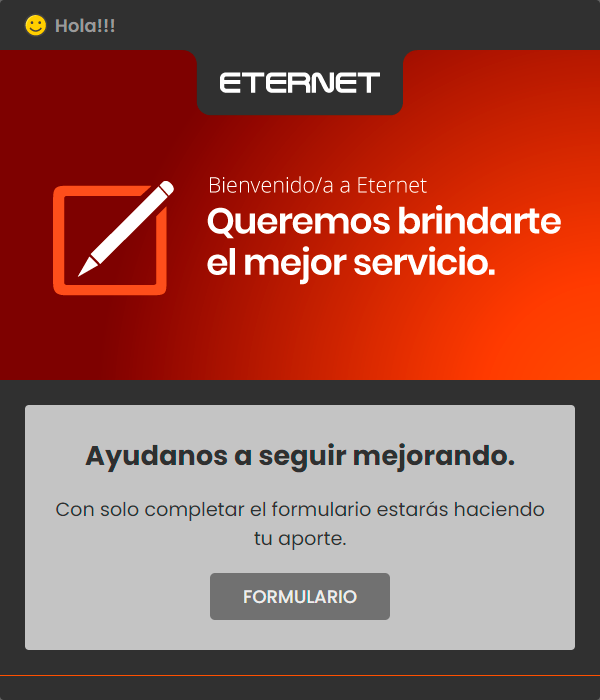 Hola!!!
ETERNET
Bienvenido/a a Eternet
Queremos brindarte
el mejor servicio.
Ayudanos a seguir mejorando.
Con solo completar el formulario estarás haciendo
tu aporte.
FORMULARIO